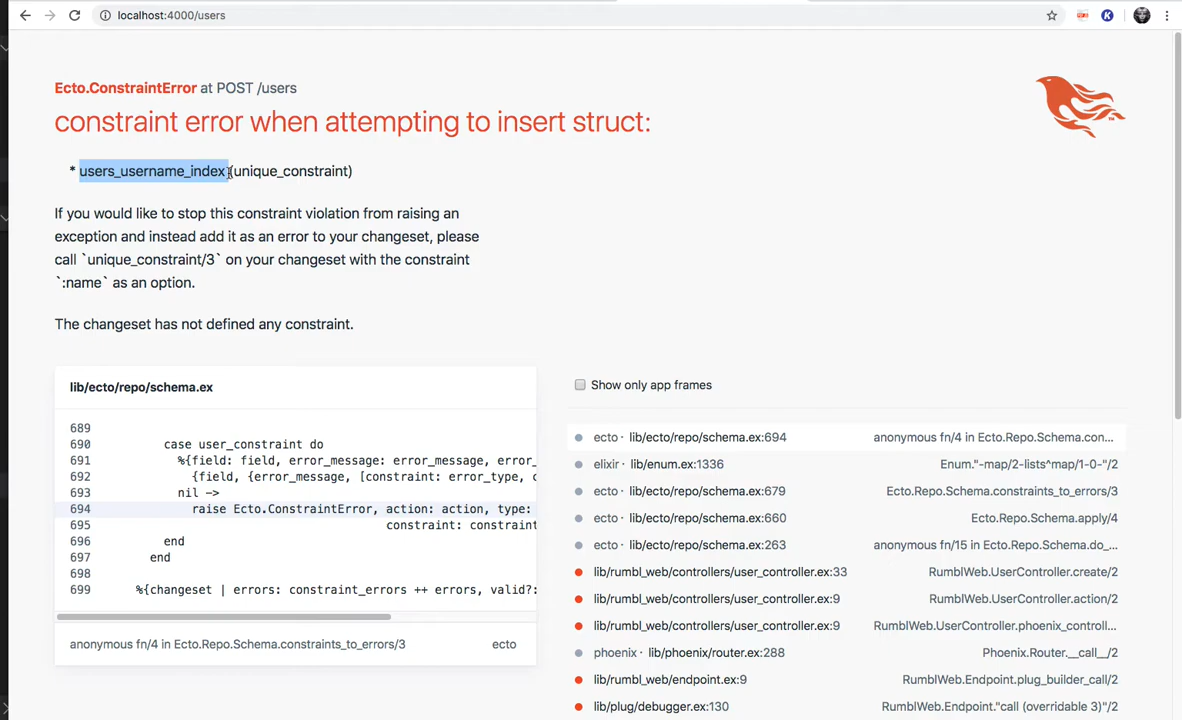 localhost:4000/users
Ecto.ConstraintError at POST /users
constraint error when attempting to insert struct:
* users_username_index (unique_constraint)
If you would like to stop this constraint violation from raising an
exception and instead add it as an error to your changeset, please
call `unique_constraint/3` on your changeset with the constraint
`:name` as an option.
The changeset has not defined any constraint.
lib/ecto/repo/schema.ex
689
690 case user_constraint do
691 %{field: field, error_message: error_message, error_
692 {field, {error_message, [constraint: error_type, c
693 nil ->
694 raise Ecto.ConstraintError, action: action, type:
695 constraint: constraint
696 end
697 end
698
699 %{changeset | errors: constraint_errors ++ errors, valid?:
anonymous fn/4 in Ecto.Repo.Schema.constraints_to_errors/3 ecto
Show only app frames
ecto · lib/ecto/repo/schema.ex:694 anonymous fn/4 in Ecto.Repo.Schema.con...
elixir · lib/enum.ex:1336 Enum."-map/2-lists^map/1-0-"/2
ecto · lib/ecto/repo/schema.ex:679 Ecto.Repo.Schema.constraints_to_errors/3
ecto · lib/ecto/repo/schema.ex:660 Ecto.Repo.Schema.apply/4
ecto · lib/ecto/repo/schema.ex:263 anonymous fn/15 in Ecto.Repo.Schema.do_...
lib/rumbl_web/controllers/user_controller.ex:33 RumblWeb.UserController.create/2
lib/rumbl_web/controllers/user_controller.ex:9 RumblWeb.UserController.action/2
lib/rumbl_web/controllers/user_controller.ex:9 RumblWeb.UserController.phoenix_controll...
phoenix · lib/phoenix/router.ex:288 Phoenix.Router.__call__/2
lib/rumbl_web/endpoint.ex:9 RumblWeb.Endpoint.plug_builder_call/2
lib/plug/debugger.ex:130 RumblWeb.Endpoint."call (overridable 3)"/2